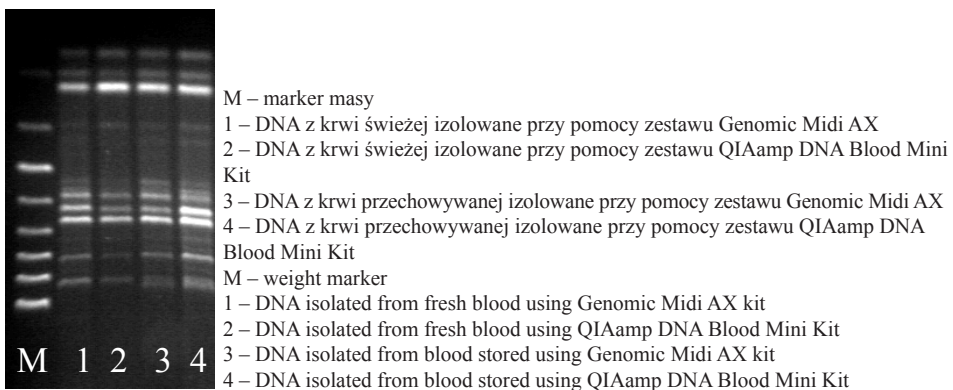 M – marker masy
1 – DNA z krwi świeżej izolowane przy pomocy zestawu Genomic Midi AX
2 – DNA z krwi świeżej izolowane przy pomocy zestawu QIAamp DNA Blood Mini
Kit
3 – DNA z krwi przechowywanej izolowane przy pomocy zestawu Genomic Midi AX
4 – DNA z krwi przechowywanej izolowane przy pomocy zestawu QIAamp DNA
Blood Mini Kit
M – weight marker
1 – DNA isolated from fresh blood using Genomic Midi AX kit
2 – DNA isolated from fresh blood using QIAamp DNA Blood Mini Kit
3 – DNA isolated from blood stored using Genomic Midi AX kit
4 – DNA isolated from blood stored using QIAamp DNA Blood Mini Kit
M 1 2 3 4